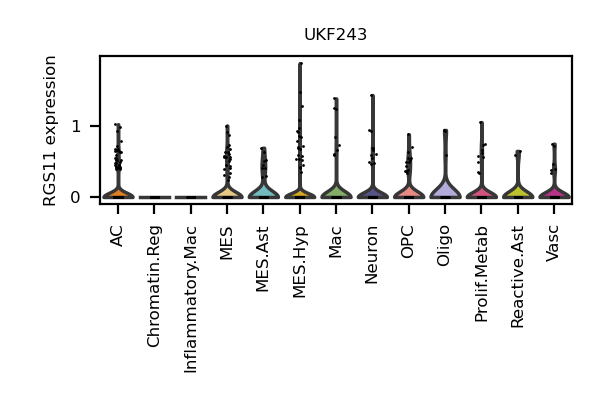 UKF243
RGS11 expression
1
0
AC
Chromatin.Reg
Inflammatory.Mac
MES
MES.Ast
MES.Hyp
Mac
Neuron
OPC
Oligo
Prolif.Metab
Reactive.Ast
Vasc